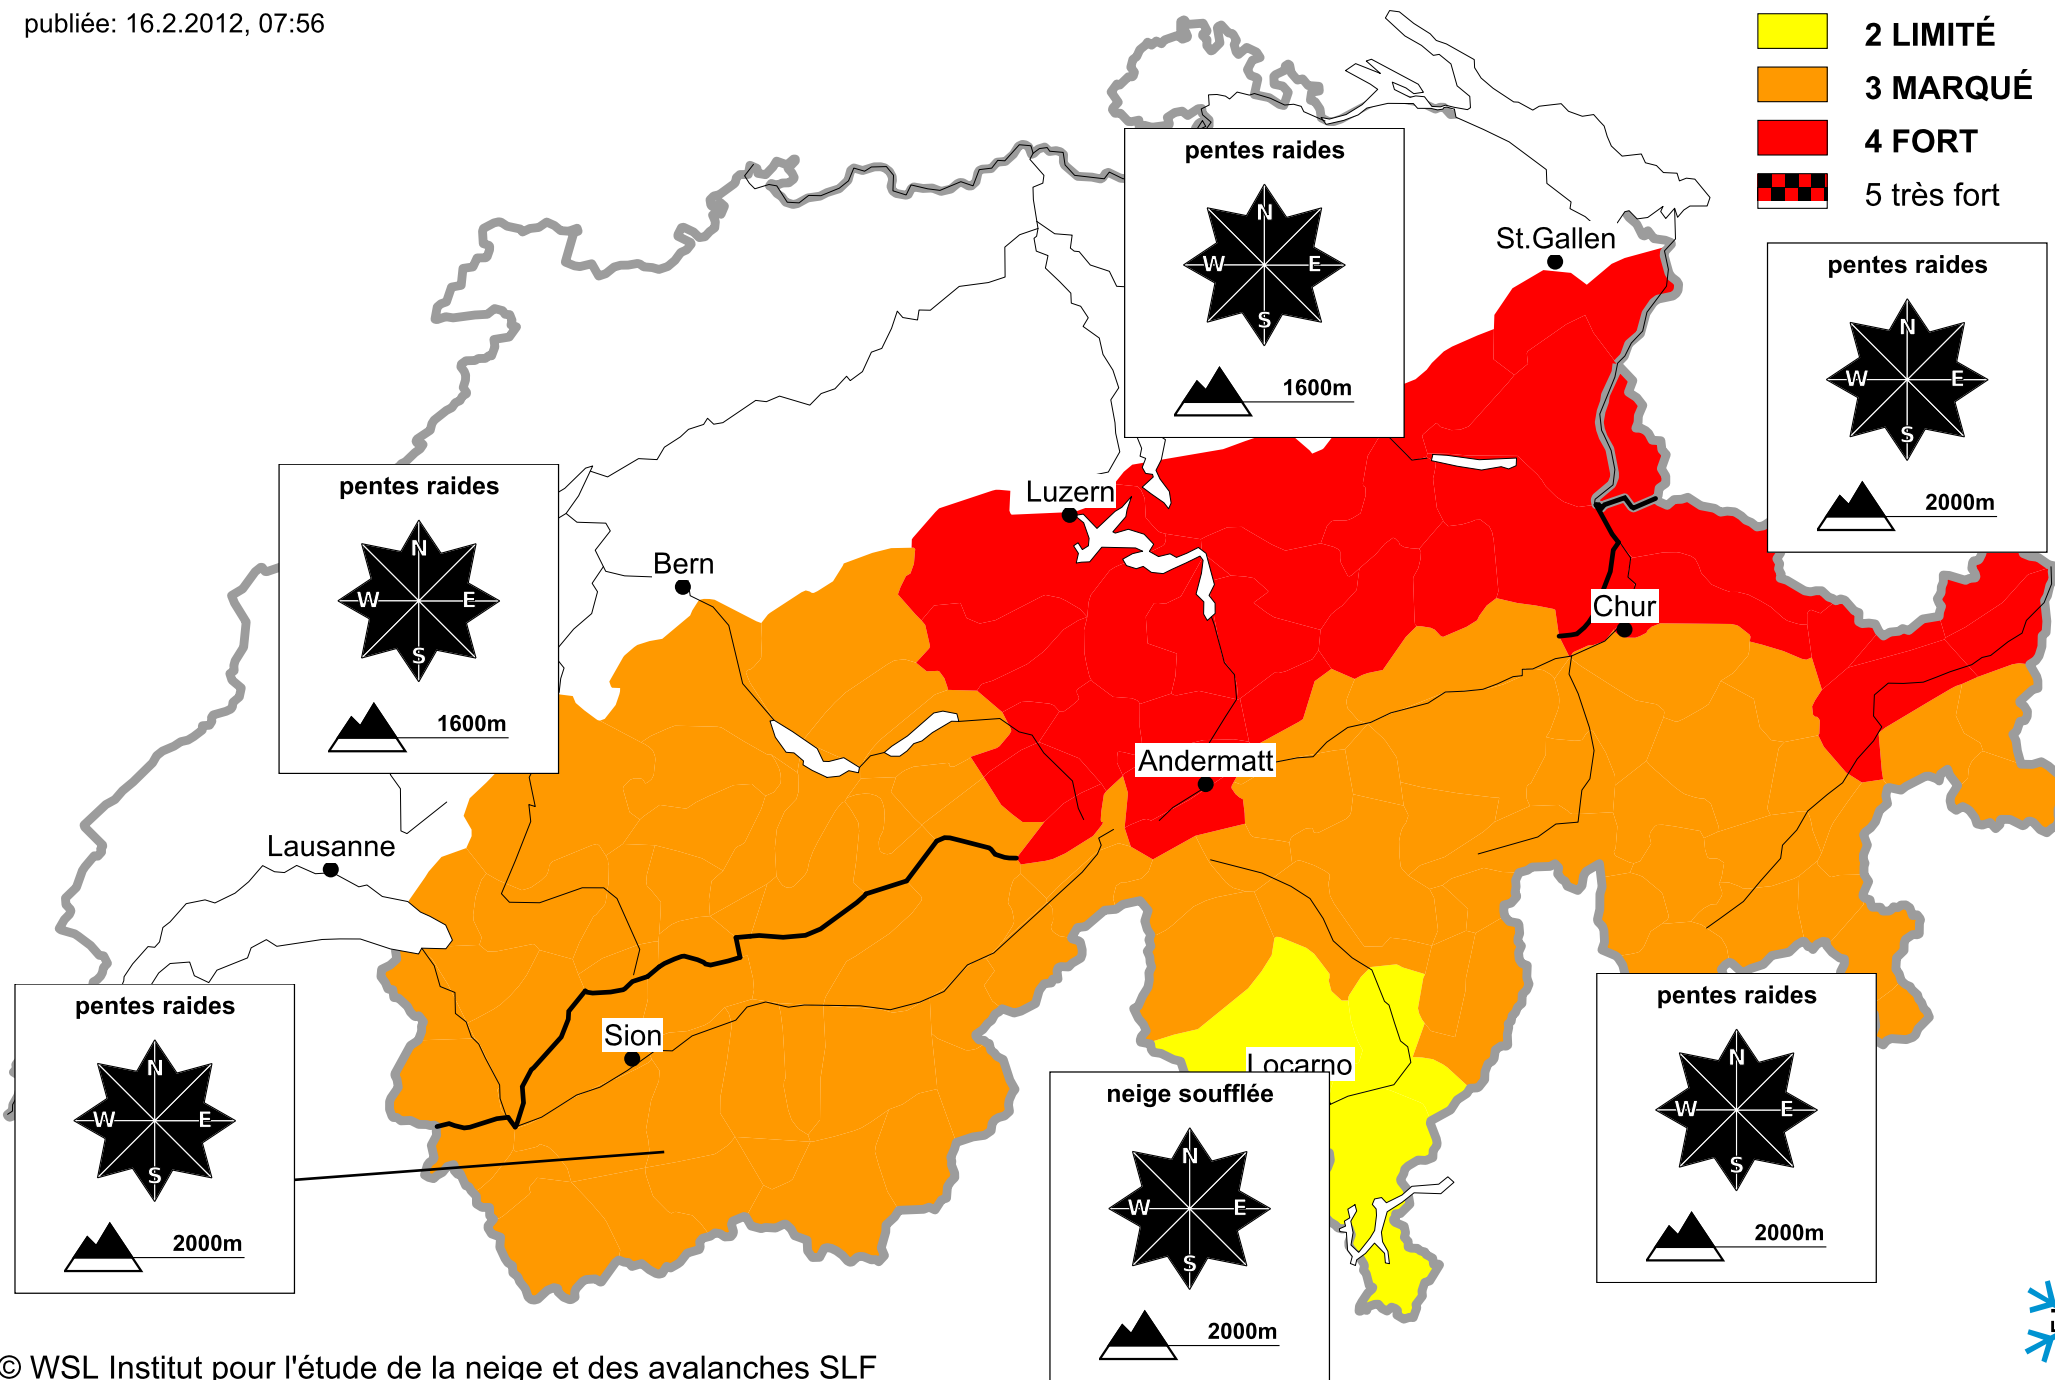 publiée: 16.2.2012, 07:56
2 LIMITÉ
3 MARQUÉ
4 FORT
5 très fort
pentes raides
N
W E
S
1600m
St.Gallen
pentes raides
N
W E
S
2000m
pentes raides
N
W E
S
1600m
Luzern
Bern
Chur
Andermatt
Lausanne
pentes raides
N
W E
S
2000m
Sion
Locarno
neige soufflée
N
W E
S
2000m
pentes raides
N
W E
S
2000m
© WSL Institut pour l'étude de la neige et des avalanches SLF